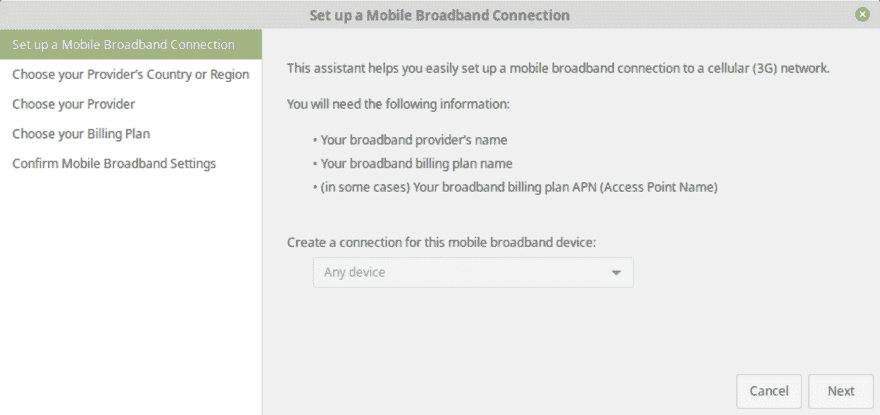 Set up a Mobile Broadband Connection
Set up a Mobile Broadband Connection
Choose your Provider's Country or Region
Choose your Provider
Choose your Billing Plan
Confirm Mobile Broadband Settings
This assistant helps you easily set up a mobile broadband connection to a cellular (3G) network.
You will need the following information:
• Your broadband provider's name
• Your broadband billing plan name
• (in some cases) Your broadband billing plan APN (Access Point Name)
Create a connection for this mobile broadband device:
Any device
Cancel
Next